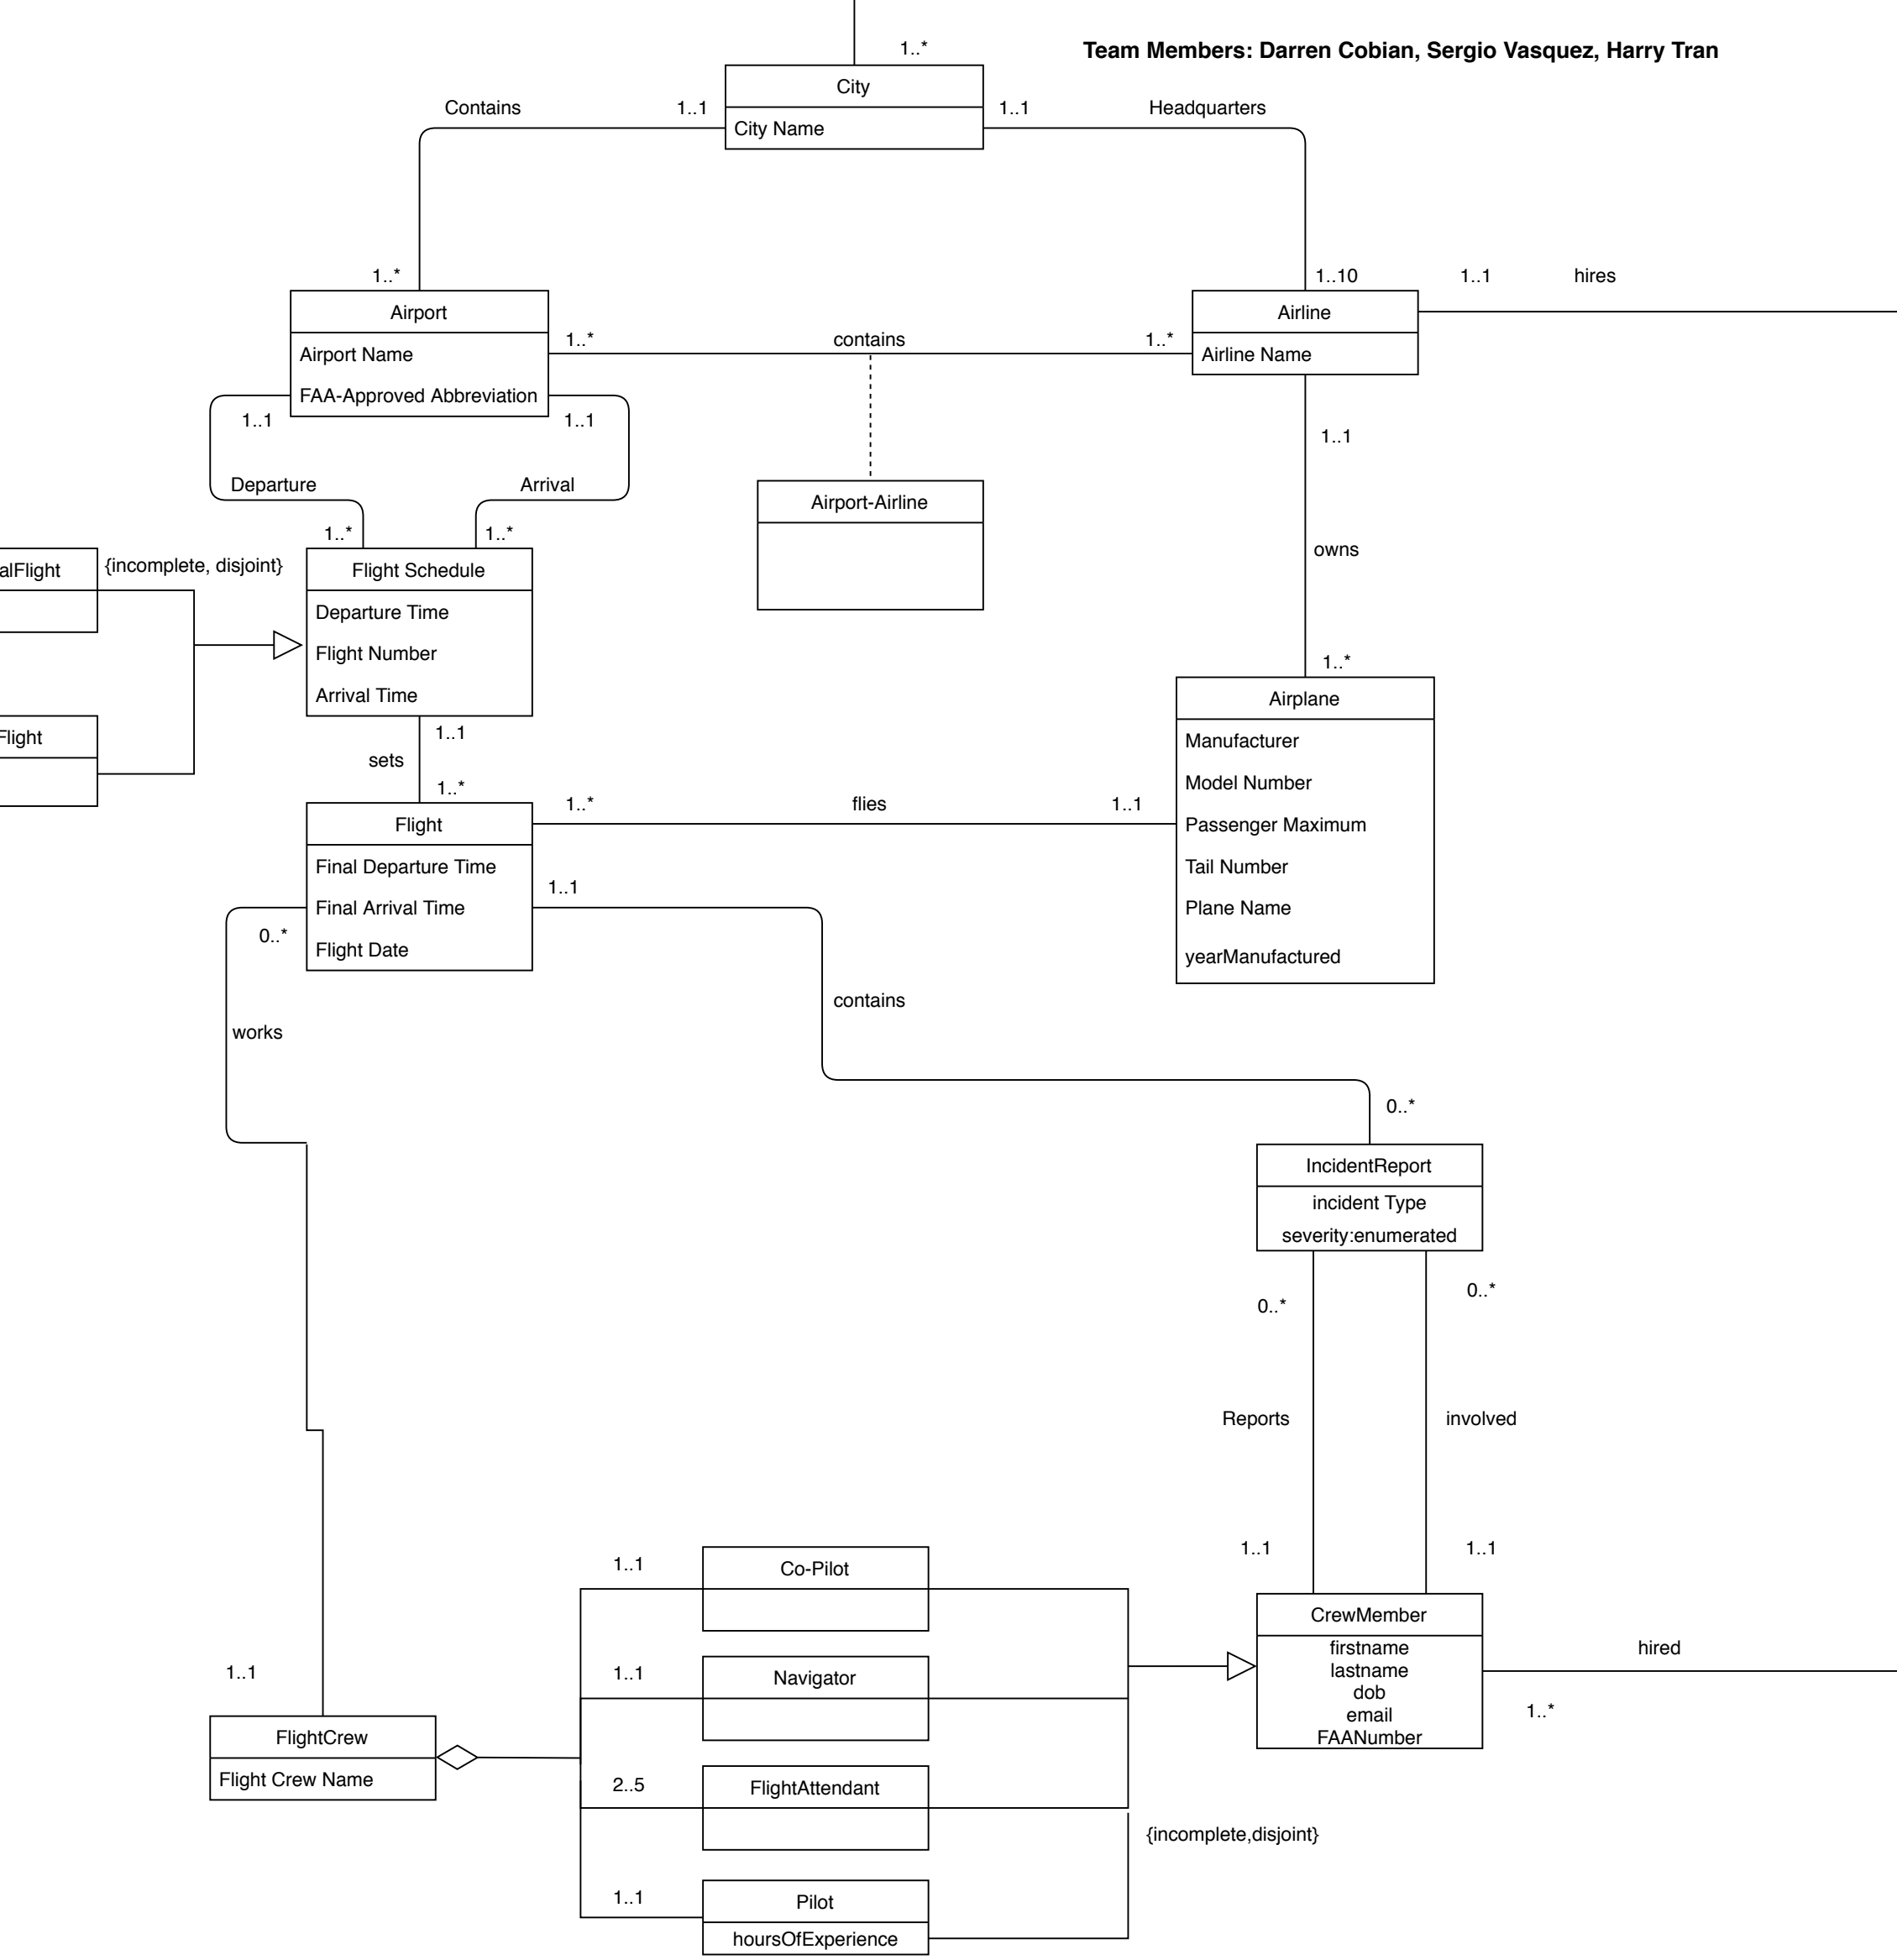 1..*
Team Members: Darren Cobian, Sergio Vasquez, Harry Tran
City
Contains
1..1
1..1
Headquarters
City Name
1..*
1..10
1..1
hires
Airport
Airline
1..*
contains
1..*
Airport Name
Airline Name
FAA-Approved Abbreviation
1..1
1..1
1..1
Departure
Arrival
Airport-Airline
1..*
1..*
owns
alFlight
{incomplete, disjoint}
Flight Schedule
Departure Time
Flight Number
1..*
Arrival Time
Airplane
1..1
Flight
Manufacturer
sets
Model Number
1..*
1..*
flies
1..1
Flight
Passenger Maximum
Final Departure Time
Tail Number
1..1
Final Arrival Time
Plane Name
0..*
Flight Date
yearManufactured
contains
works
0..*
IncidentReport
incident Type
severity:enumerated
0..*
0..*
Reports
involved
1..1
1..1
1..1
Co-Pilot
CrewMember
firstname
hired
1..1
1..1
Navigator
lastname
dob
email
1..*
FAANumber
FlightCrew
Flight Crew Name
2..5
FlightAttendant
{incomplete,disjoint}
1..1
Pilot
hoursOfExperience